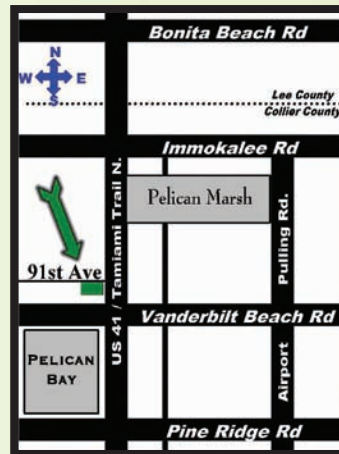 Bonita Beach Rd
N
W E
S
Lee County
Collier County
Immokalee Rd
US 41 / Tamiami Trail N.
Pelican Marsh
Airport Pulling Rd.
91st Ave
Vanderbilt Beach Rd
PELICAN
BAY
Pine Ridge Rd